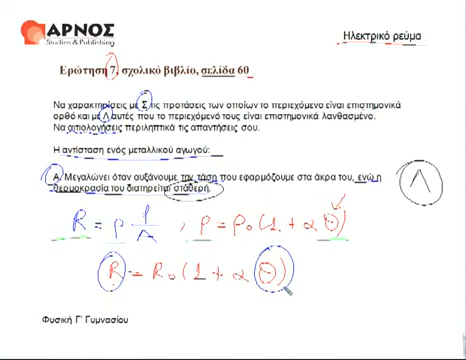 ΑΡΝΟΣ
Studies & Publishing
Ηλεκτρικό ρεύμα
Ερώτηση 7, σχολικό βιβλίο, σελίδα 60
Να χαρακτηρίσεις με Σ τις προτάσεις των οποίων το περιεχόμενο είναι επιστημονικά
ορθό και με Λ αυτές που το περιεχόμενό τους είναι επιστημονικά λανθασμένο.
Να αιτιολογήσεις περιληπτικά τις απαντήσεις σου.
Η αντίσταση ενός μεταλλικού αγωγού:
Α. Μεγαλώνει όταν αυξάνουμε την τάση που εφαρμόζουμε στα άκρα του, ενώ η
θερμοκρασία του διατηρείται σταθερή.
Λ
R = ρ ℓ/A , ρ = ρ₀ (1 + α Θ)
R = R₀ (1 + α Θ)
Φυσική Γ' Γυμνασίου